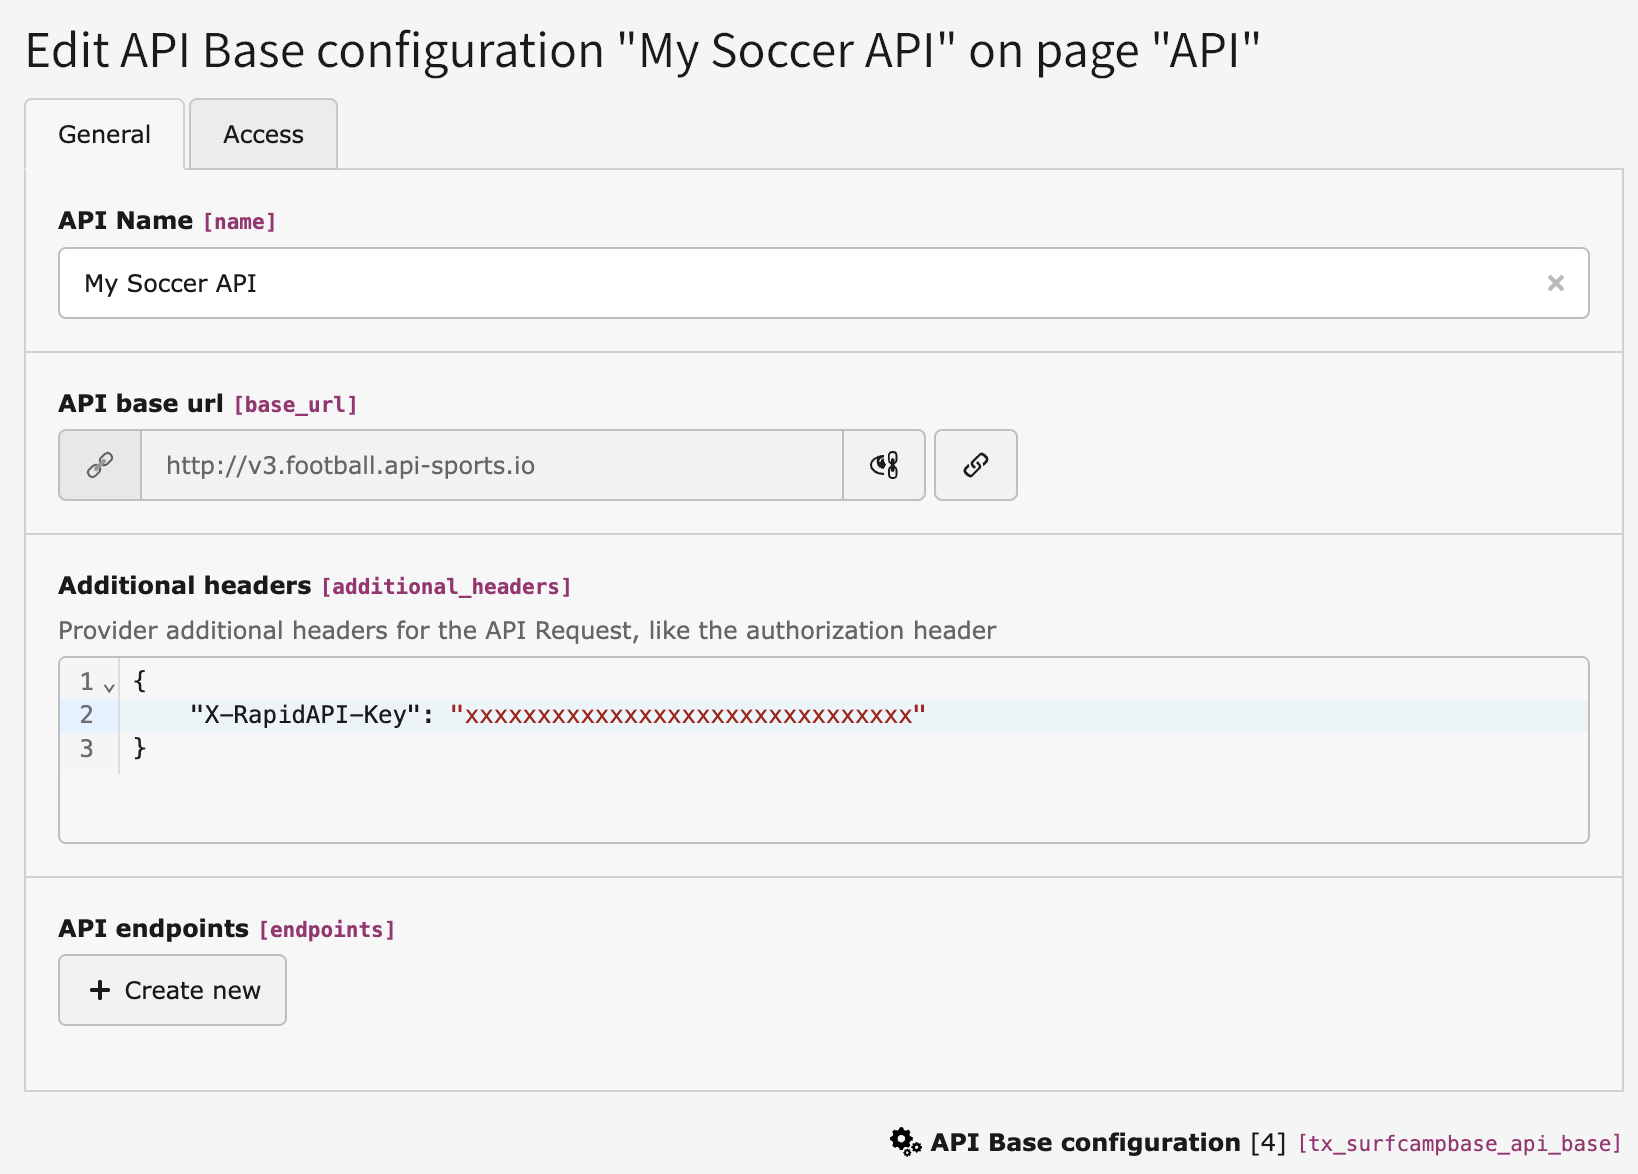 Edit API Base configuration "My Soccer API" on page "API"
General
Access
API Name [name]
My Soccer API
API base url [base_url]
http://v3.football.api-sports.io
Additional headers [additional_headers]
Provider additional headers for the API Request, like the authorization header
1 {
2 "X-RapidAPI-Key": "xxxxxxxxxxxxxxxxxxxxxxxxxxxxxxx"
3 }
API endpoints [endpoints]
Create new
API Base configuration [4] [tx_surfcampbase_api_base]